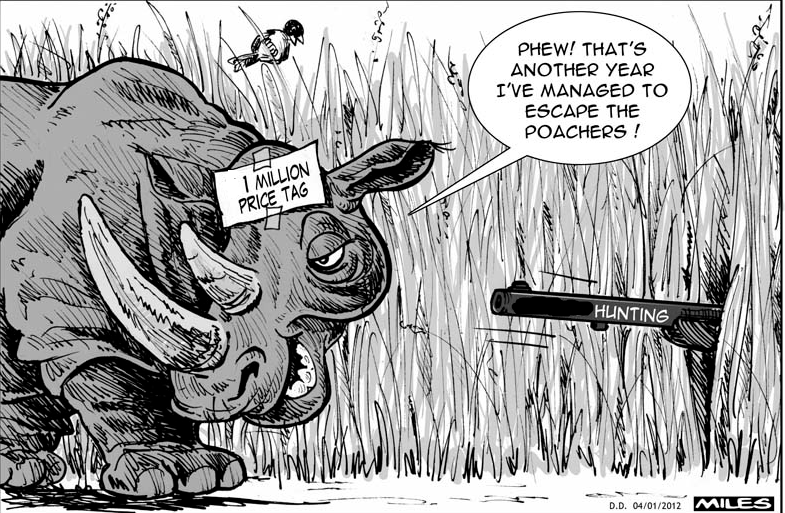 PHEW! THAT'S
ANOTHER YEAR
I'VE MANAGED TO
ESCAPE THE
POACHERS!
1 MILLION
PRICE TAG
HUNTING
D.D. 04/01/2012 MILES